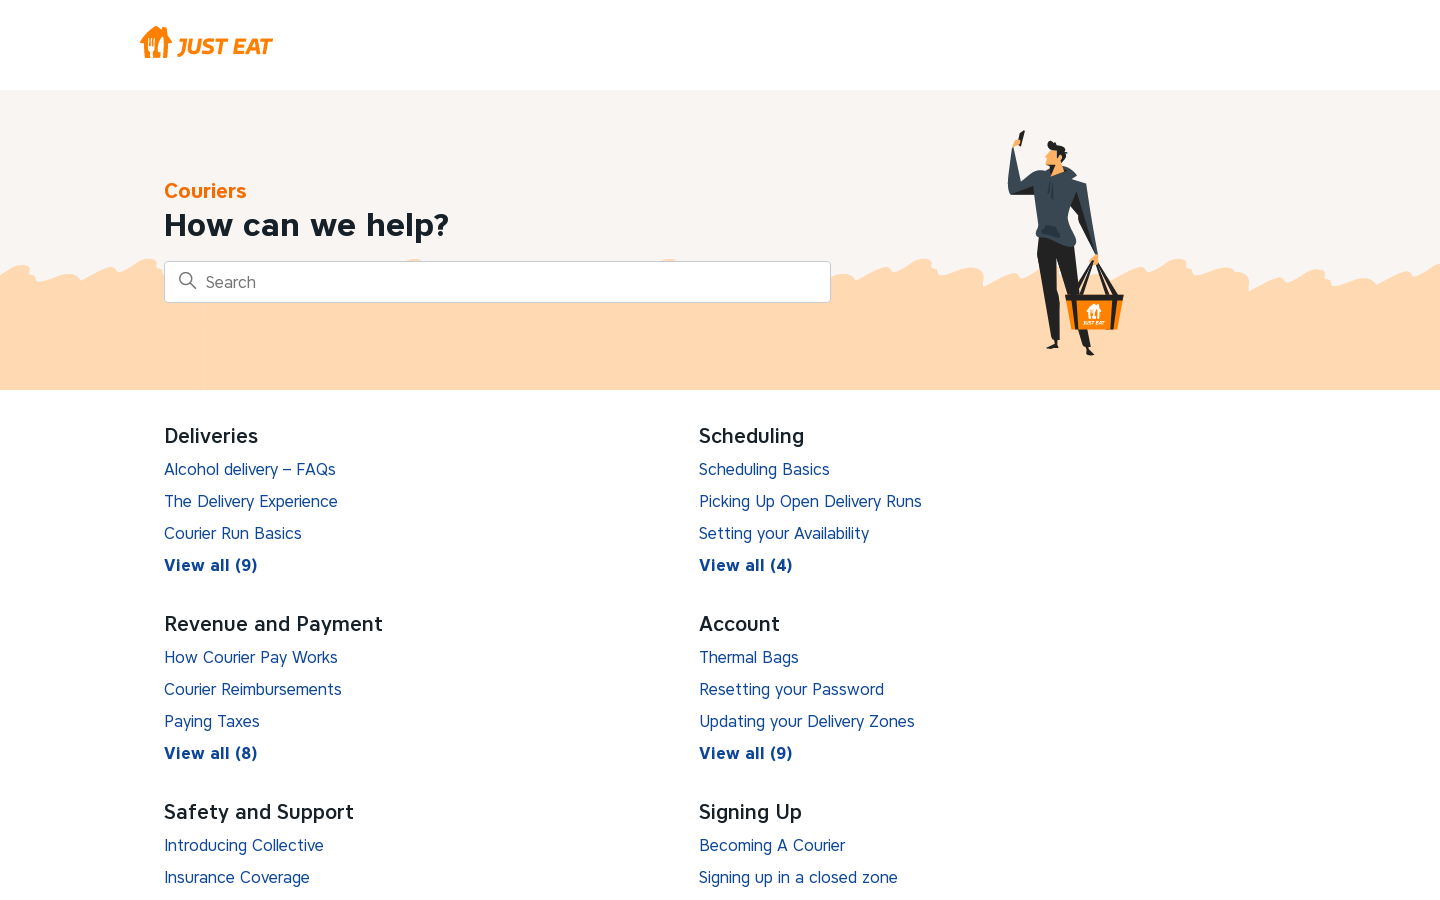 JUST EAT
Couriers
How can we help?
Search
JUST EAT
Deliveries
Alcohol delivery – FAQs
The Delivery Experience
Courier Run Basics
View all (9)
Scheduling
Scheduling Basics
Picking Up Open Delivery Runs
Setting your Availability
View all (4)
Revenue and Payment
How Courier Pay Works
Courier Reimbursements
Paying Taxes
View all (8)
Account
Thermal Bags
Resetting your Password
Updating your Delivery Zones
View all (9)
Safety and Support
Introducing Collective
Insurance Coverage
Signing Up
Becoming A Courier
Signing up in a closed zone